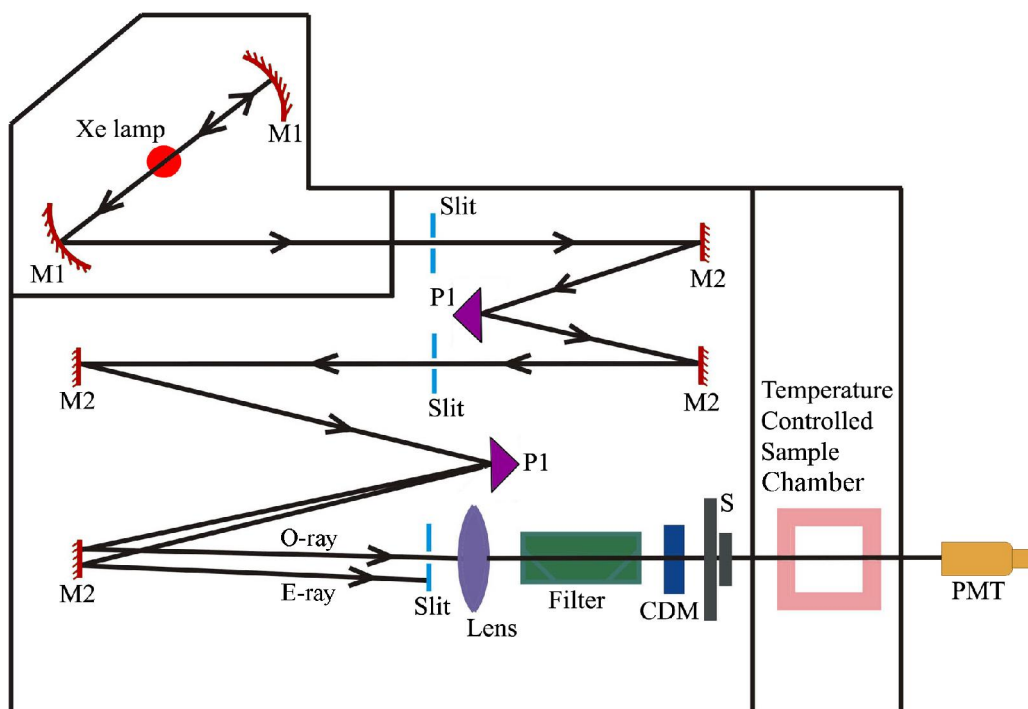 Xe lamp
M1
M1
Slit
M2
P1
M2
Slit
M2
Temperature
Controlled
Sample
Chamber
P1
S
O-ray
E-ray
M2
Slit
Lens
Filter
CDM
PMT